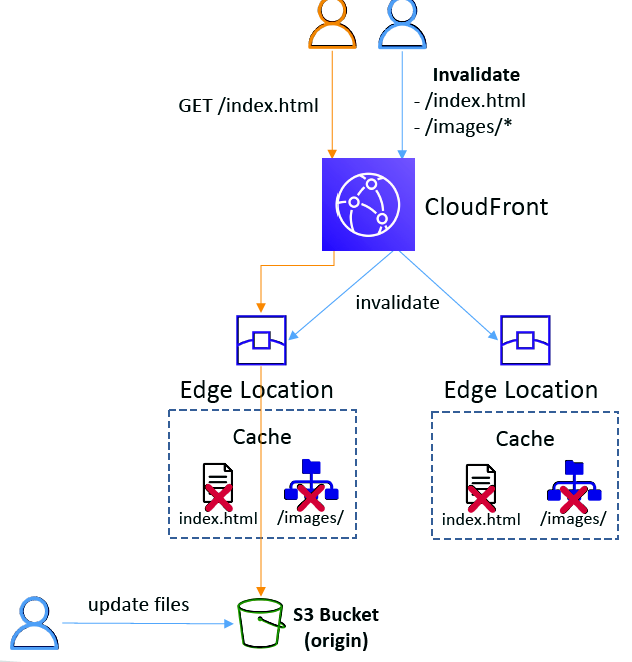 Invalidate
GET /index.html
- /index.html
- /images/*
CloudFront
invalidate
Edge Location
Edge Location
Cache
Cache
index.html
/images/
index.html
/images/
update files
S3 Bucket
(origin)